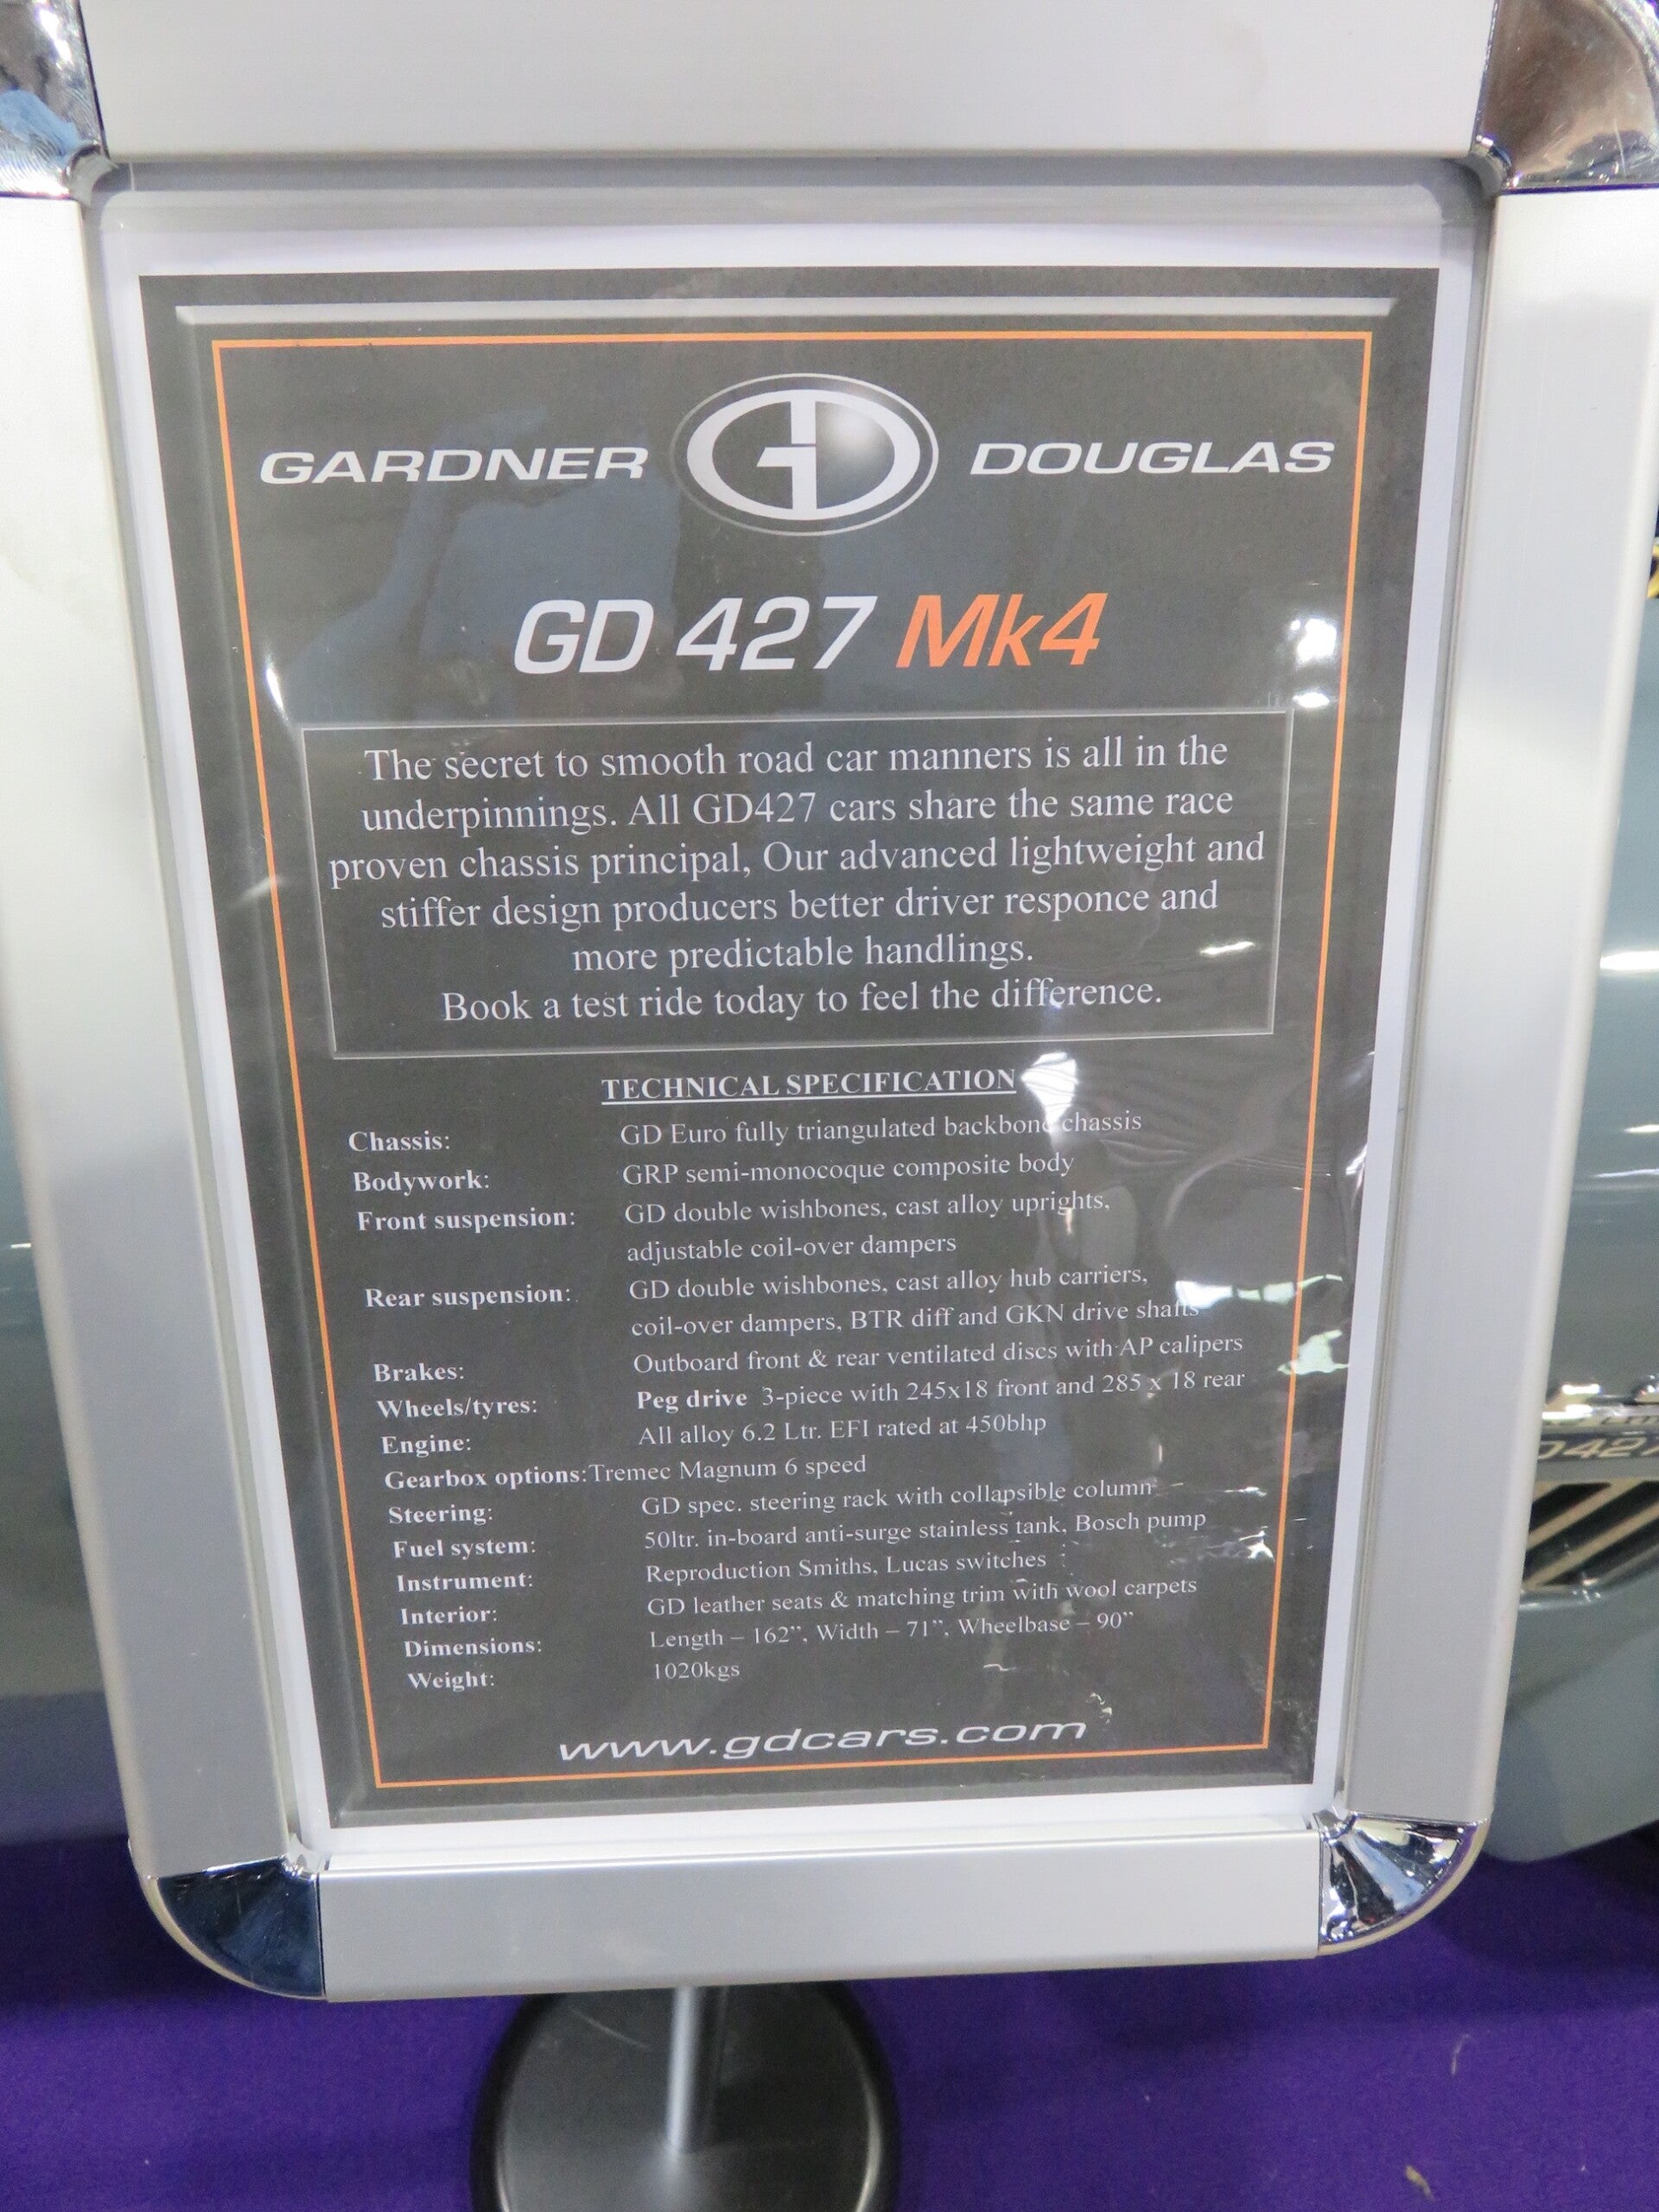 GARDNER GD DOUGLAS
GD 427 Mk4
The secret to smooth road car manners is all in the
underpinnings. All GD427 cars share the same race
proven chassis principal, Our advanced lightweight and
stiffer design producers better driver responce and
more predictable handlings.
Book a test ride today to feel the difference.
TECHNICAL SPECIFICATION
Chassis: GD Euro fully triangulated backbone chassis
Bodywork: GRP semi-monocoque composite body
Front suspension: GD double wishbones, cast alloy uprights,
adjustable coil-over dampers
Rear suspension: GD double wishbones, cast alloy hub carriers,
coil-over dampers, BTR diff and GKN drive shafts
Brakes: Outboard front & rear ventilated discs with AP calipers
Wheels/tyres: Peg drive 3-piece with 245x18 front and 285 x 18 rear
Engine: All alloy 6.2 Ltr. EFI rated at 450bhp
Gearbox options:Tremec Magnum 6 speed
Steering: GD spec. steering rack with collapsible column
Fuel system: 50ltr. in-board anti-surge stainless tank, Bosch pump
Instrument: Reproduction Smiths, Lucas switches
Interior: GD leather seats & matching trim with wool carpets
Dimensions: Length – 162”, Width – 71”, Wheelbase – 90”
Weight: 1020kgs
www.gdcars.com